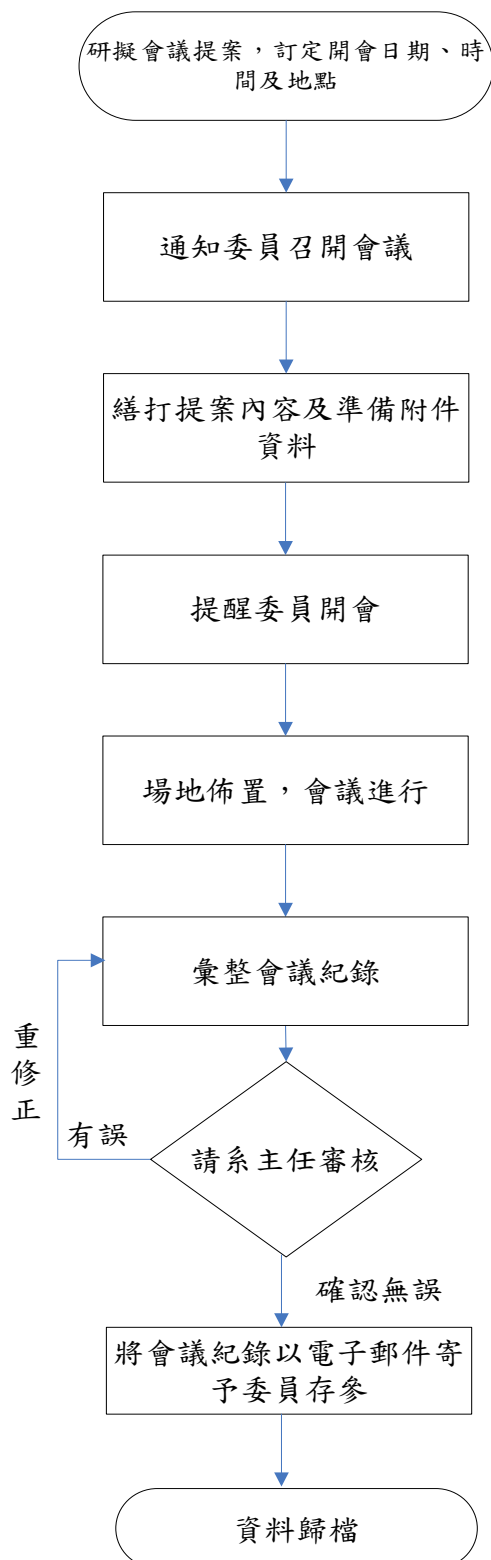 研擬會議提案，訂定開會日期、時
間及地點
通知委員召開會議
繕打提案內容及準備附件
資料
提醒委員開會
場地佈置，會議進行
彙整會議紀錄
重
修
正
有誤
請系主任審核
確認無誤
將會議紀錄以電子郵件寄
予委員存參
資料歸檔